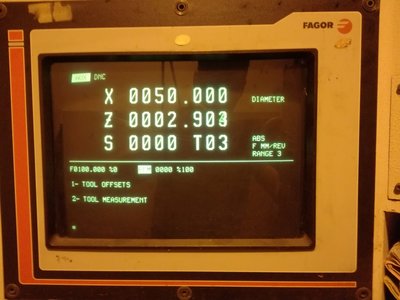 FAGOR
DNC
X 0050.000 DIAMETER
Z 0002.903
ABS
S 0000 T03 F MM/REV
RANGE 3
F0100.000 %0 0000 %100
1- TOOL OFFSETS
2- TOOL MEASUREMENT
*